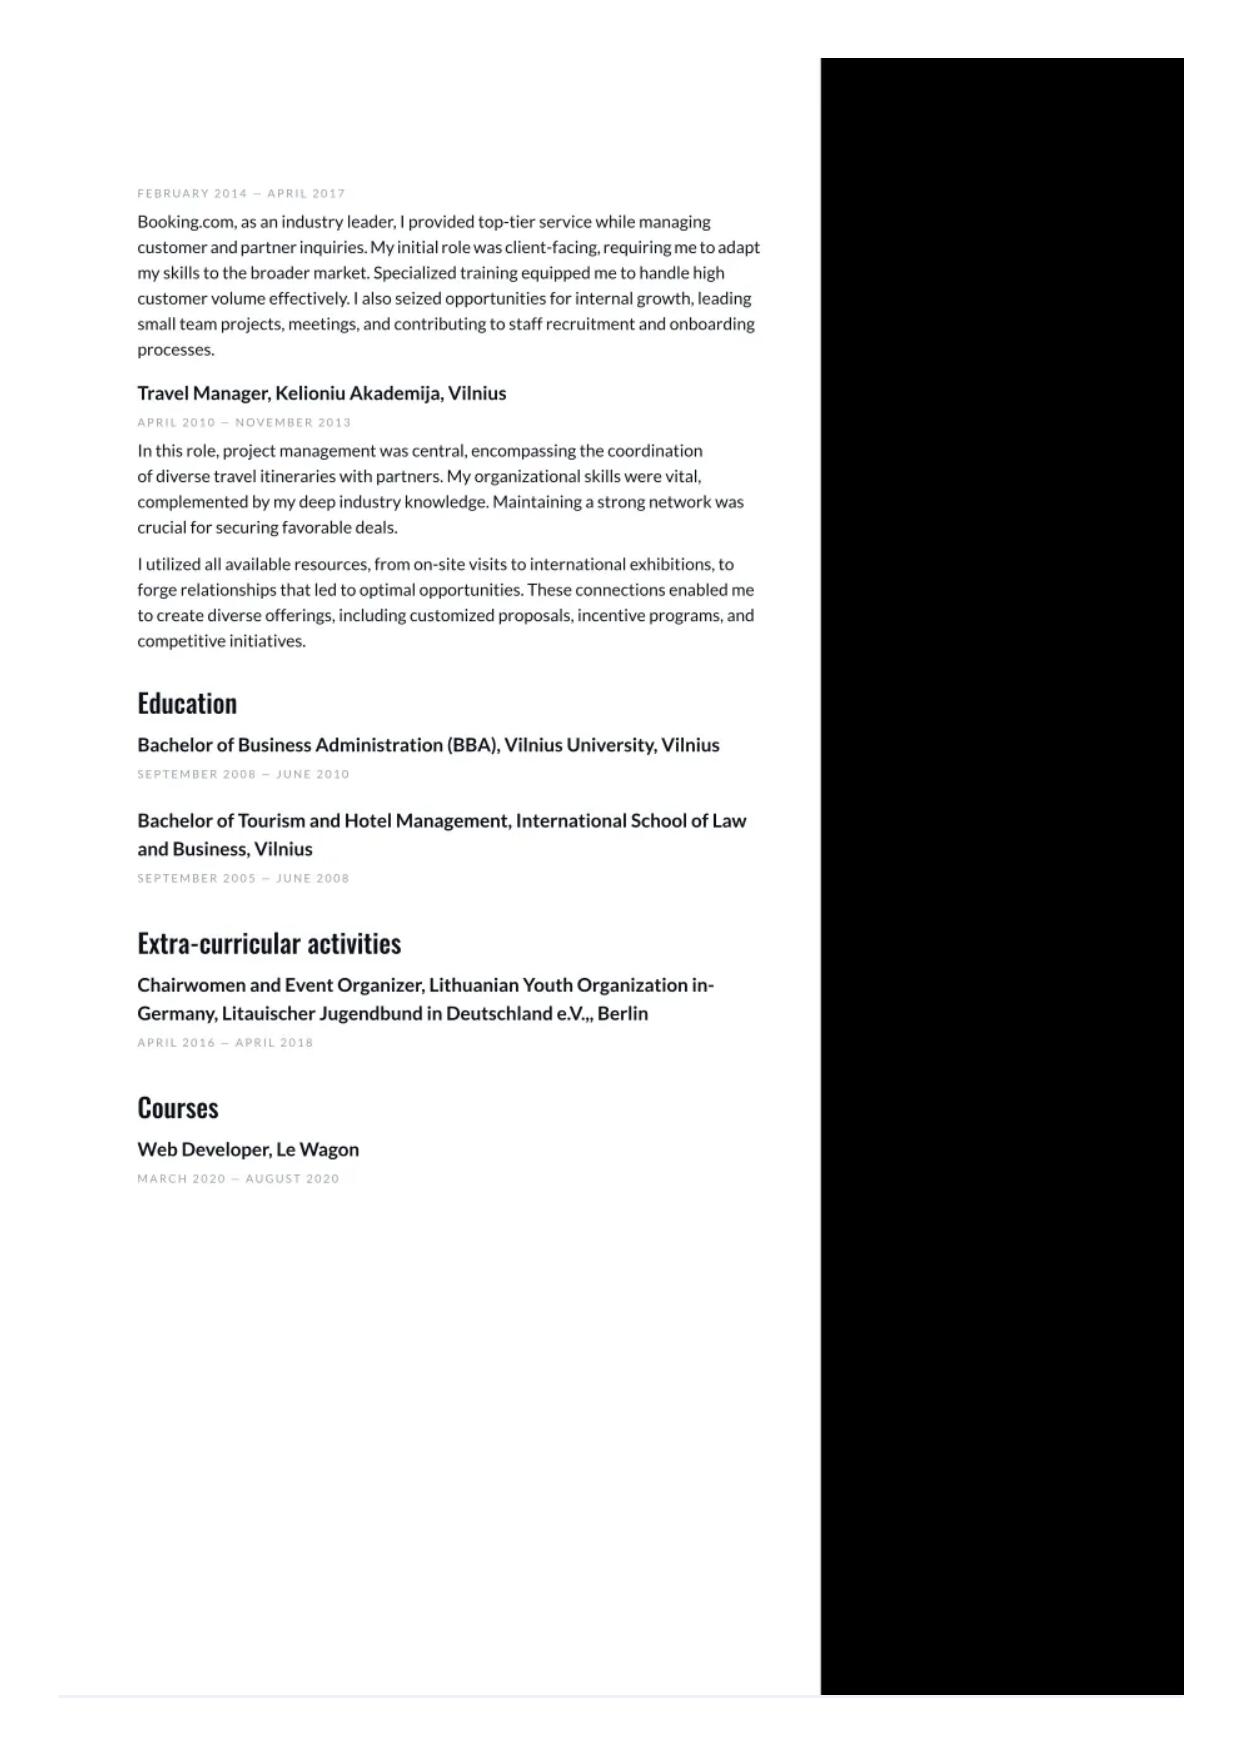 FEBRUARY 2014 — APRIL 2017
Booking.com, as an industry leader, I provided top-tier service while managing
customer and partner inquiries. My initial role was client-facing, requiring me to adapt
my skills to the broader market. Specialized training equipped me to handle high
customer volume effectively. I also seized opportunities for internal growth, leading
small team projects, meetings, and contributing to staff recruitment and onboarding
processes.
Travel Manager, Kelioniu Akademija, Vilnius
APRIL 2010 — NOVEMBER 2013
In this role, project management was central, encompassing the coordination
of diverse travel itineraries with partners. My organizational skills were vital,
complemented by my deep industry knowledge. Maintaining a strong network was
crucial for securing favorable deals.
I utilized all available resources, from on-site visits to international exhibitions, to
forge relationships that led to optimal opportunities. These connections enabled me
to create diverse offerings, including customized proposals, incentive programs, and
competitive initiatives.
Education
Bachelor of Business Administration (BBA), Vilnius University, Vilnius
SEPTEMBER 2008 — JUNE 2010
Bachelor of Tourism and Hotel Management, International School of Law
and Business, Vilnius
SEPTEMBER 2005 — JUNE 2008
Extra-curricular activities
Chairwomen and Event Organizer, Lithuanian Youth Organization in-
Germany, Litauischer Jugendbund in Deutschland e.V.,, Berlin
APRIL 2016 — APRIL 2018
Courses
Web Developer, Le Wagon
MARCH 2020 — AUGUST 2020